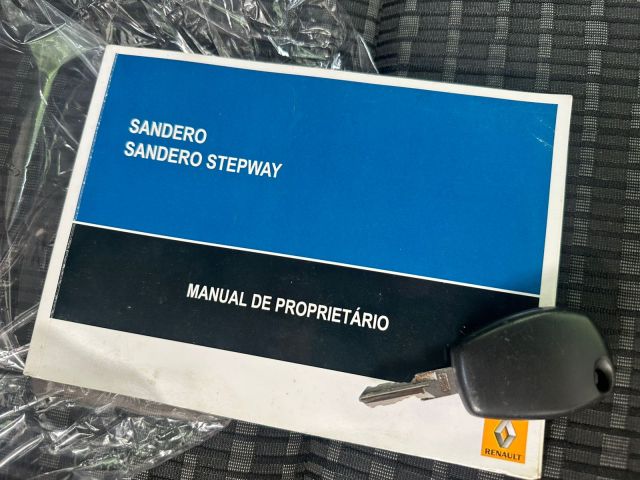 SANDERO
SANDERO STEPWAY
MANUAL DE PROPRIETÁRIO
RENAULT